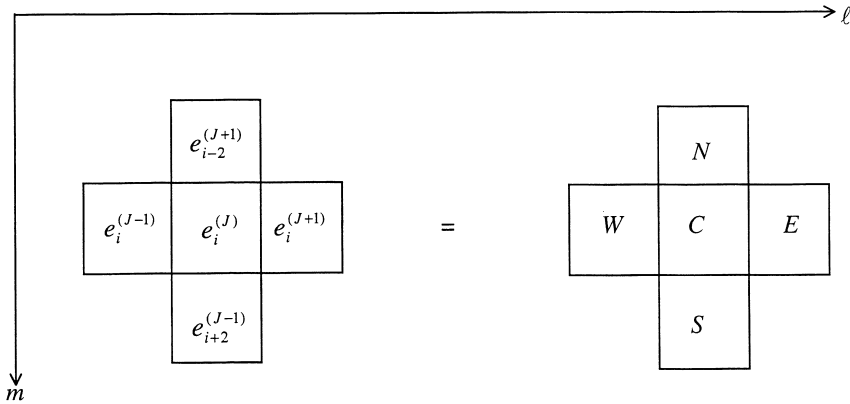 ℓ
e_{i−2}^{(J+1)} N
e_i^{(J−1)} e_i^{(J)} e_i^{(J+1)} = W C E
e_{i+2}^{(J−1)} S
m